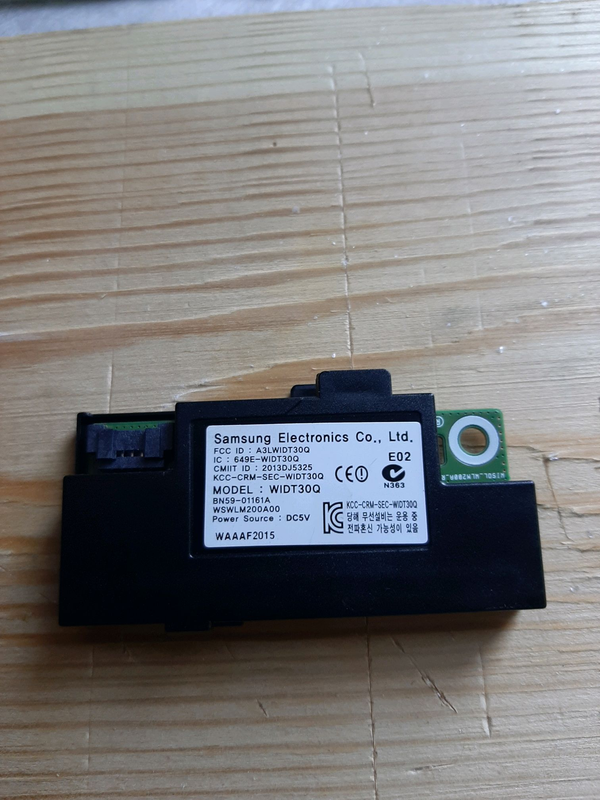 Samsung Electronics Co., Ltd.
FCC ID : A3LWIDT30Q
IC : 649E-WIDT30Q
CMIIT ID : 2013DJ5325
KCC-CRM-SEC-WIDT30Q
E02
N363
MODEL : WIDT30Q
BN59-01161A
WSWLM200A00
Power Source : DC5V
KCC-CRM-SEC-WIDT30Q
당해 무선설비는 운용 중
전파혼신 가능성이 있음
WAAAF2015